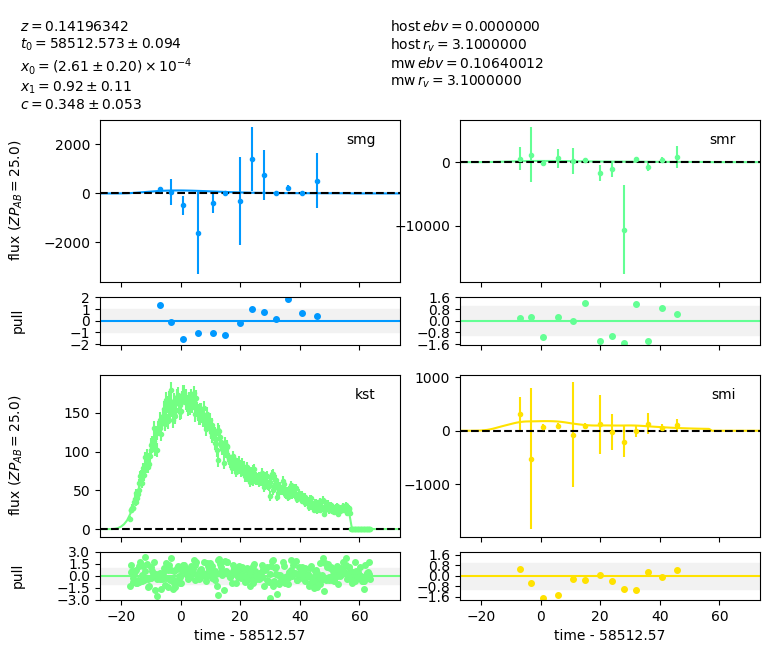 z = 0.14196342
t₀ = 58512.573 ± 0.094
x₀ = (2.61 ± 0.20) × 10⁻⁴
x₁ = 0.92 ± 0.11
c = 0.348 ± 0.053
host ebv = 0.0000000
host r_v = 3.1000000
mw ebv = 0.10640012
mw r_v = 3.1000000
smg
flux (ZP_AB = 25.0)
2000
0
−2000
pull
2
1
0
−1
−2
smr
0
−10000
1.6
0.8
0.0
−0.8
−1.6
kst
flux (ZP_AB = 25.0)
150
100
50
0
pull
3.0
1.5
0.0
−1.5
−3.0
−20 0 20 40 60
time - 58512.57
smi
1000
0
−1000
1.6
0.8
0.0
−0.8
−1.6
−20 0 20 40 60
time - 58512.57